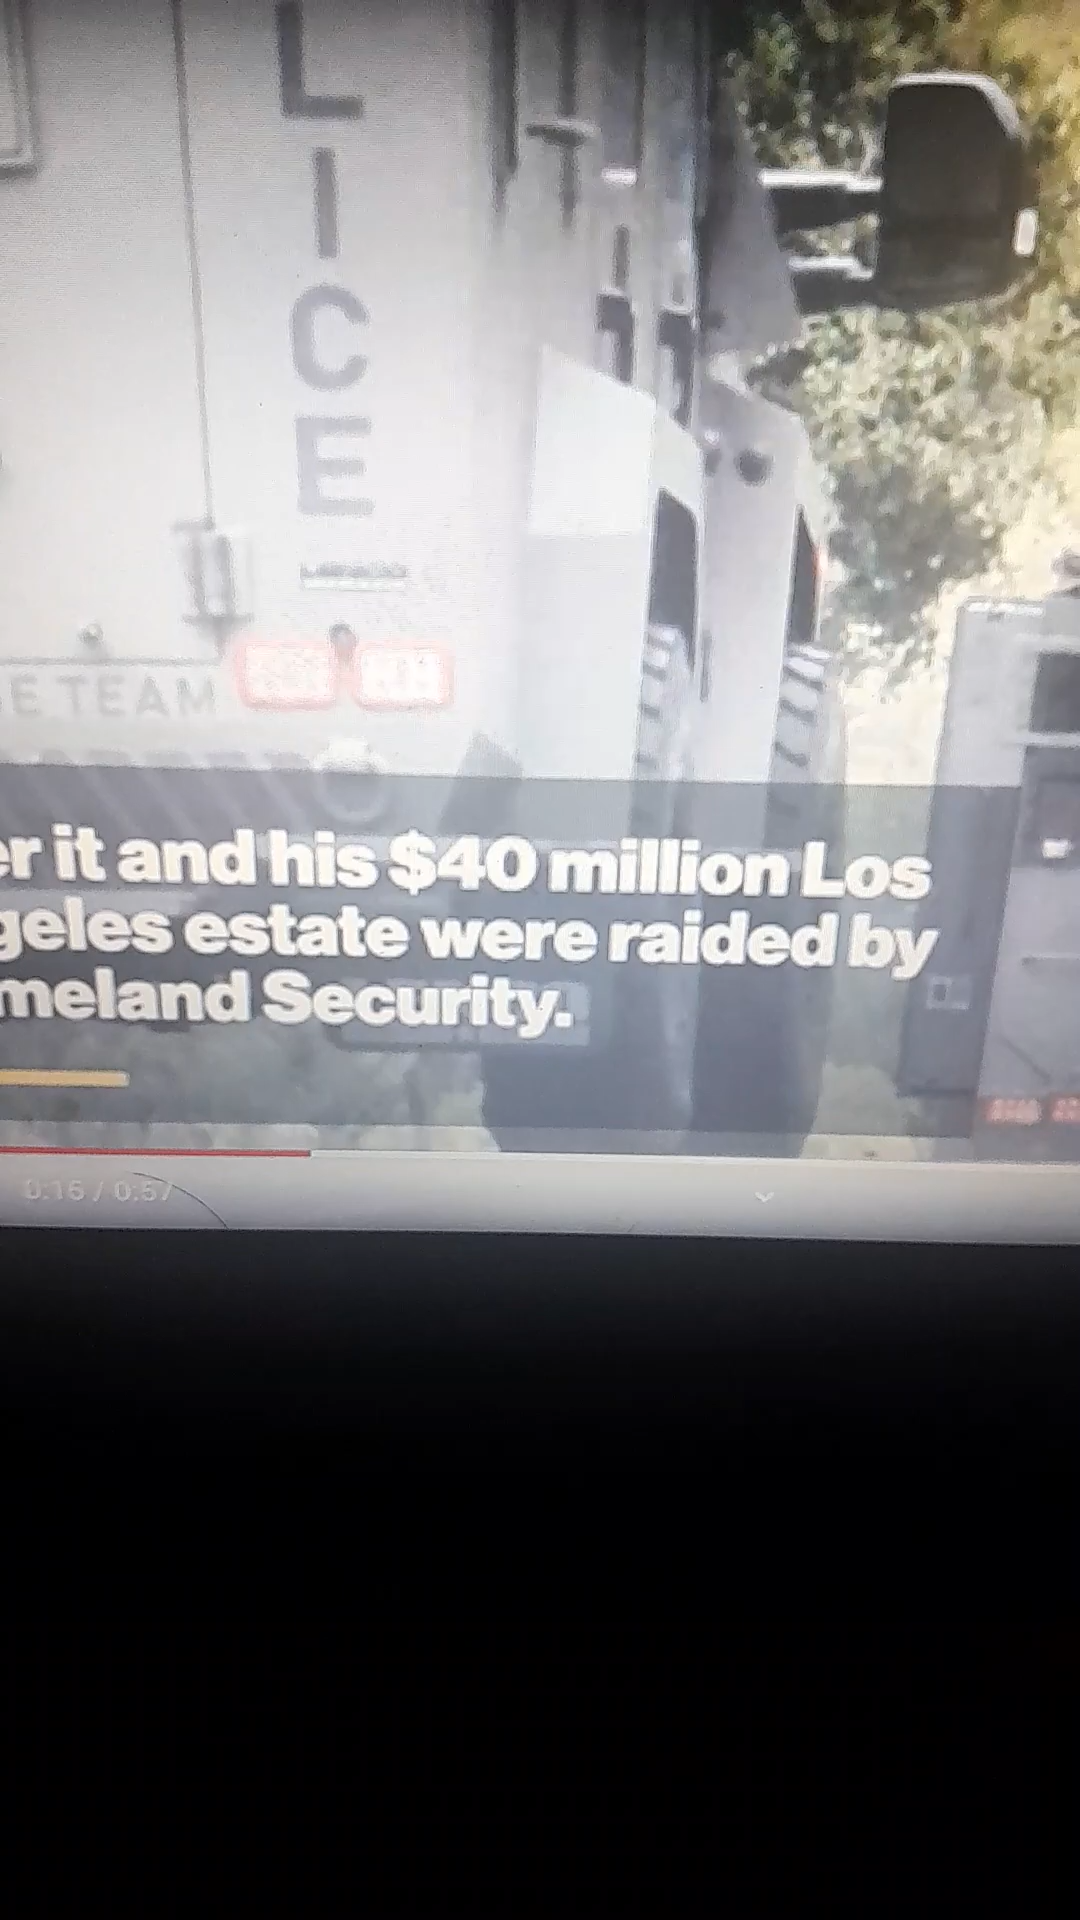 LICE
E TEAM
er it and his $40 million Los
geles estate were raided by
meland Security.
0:16 / 0:57